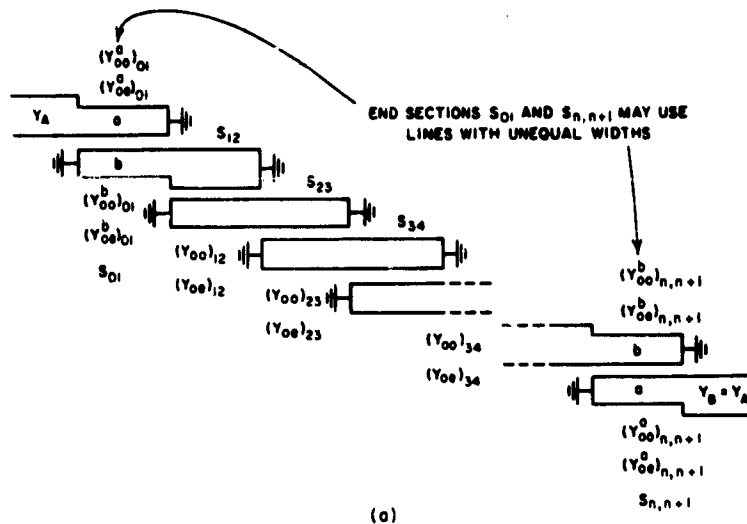 (Y^a_oo)_01
(Y^a_oe)_01
END SECTIONS S_01 AND S_n,n+1 MAY USE
LINES WITH UNEQUAL WIDTHS
Y_A
a
S_12
b
S_23
(Y^b_oo)_01
(Y^b_oe)_01
S_01
S_34
(Y_oo)_12
(Y_oe)_12
(Y_oo)_23
(Y_oe)_23
(Y_oo)_34
(Y_oe)_34
(Y^b_oo)_n,n+1
(Y^b_oe)_n,n+1
b
a
Y_B = Y_A
(Y^a_oo)_n,n+1
(Y^a_oe)_n,n+1
S_n,n+1
(a)